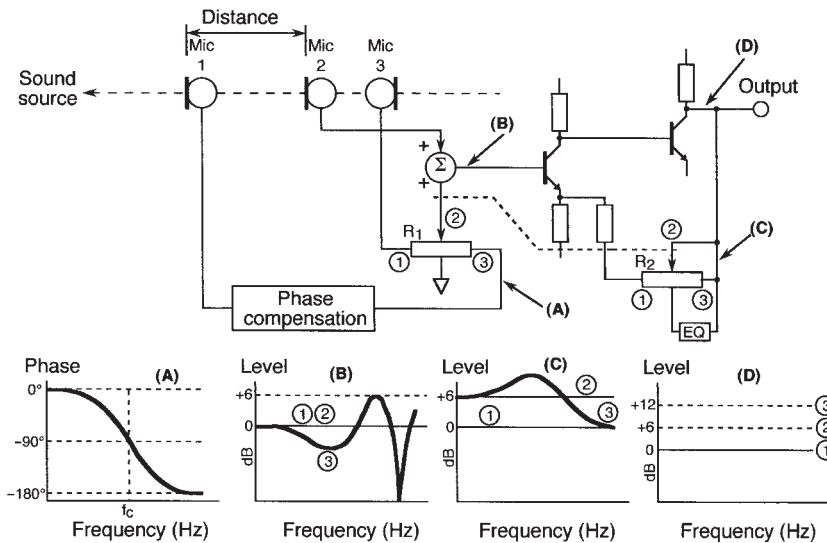 Distance
Mic 1
Mic 2
Mic 3
Sound source
(D)
Output
(B)
+
Σ
+
②
R1
①
③
(A)
Phase compensation
②
(C)
R2
①
③
EQ
Phase
(A)
0°
−90°
−180°
fc
Frequency (Hz)
Level
(B)
+6
① ②
0
③
dB
Frequency (Hz)
Level
(C)
+6
②
①
③
0
dB
Frequency (Hz)
Level
(D)
+12
③
+6
②
0
①
dB
Frequency (Hz)